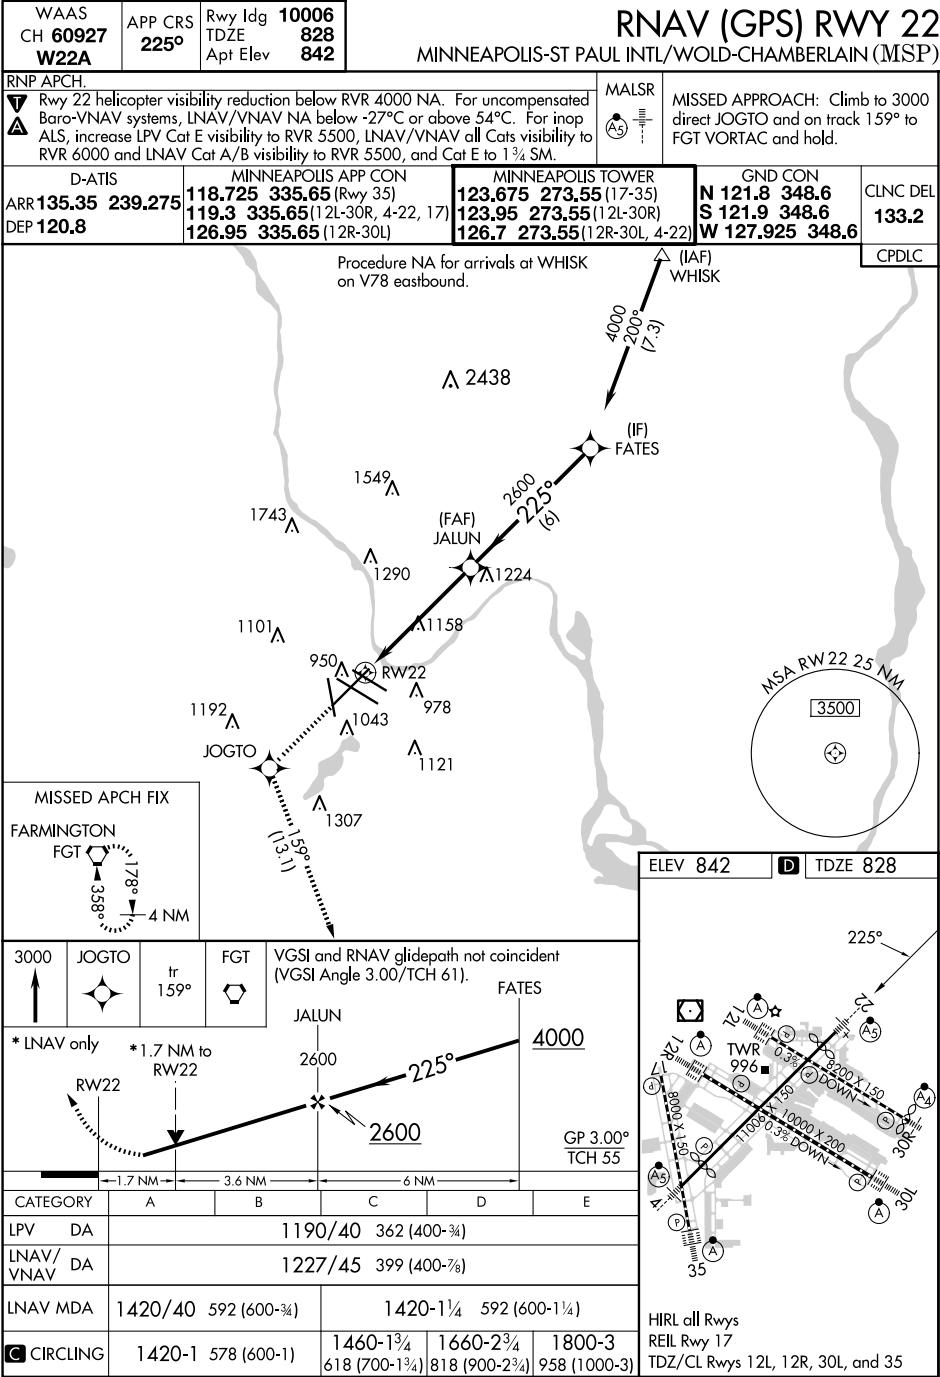 WAAS
CH 60927
W22A
APP CRS
225°
Rwy Idg 10006
TDZE 828
Apt Elev 842
RNAV (GPS) RWY 22
MINNEAPOLIS-ST PAUL INTL/WOLD-CHAMBERLAIN (MSP)
RNP APCH.
T Rwy 22 helicopter visibility reduction below RVR 4000 NA. For uncompensated
A Baro-VNAV systems, LNAV/VNAV NA below -27°C or above 54°C. For inop
ALS, increase LPV Cat E visibility to RVR 5500, LNAV/VNAV all Cats visibility to
RVR 6000 and LNAV Cat A/B visibility to RVR 5500, and Cat E to 1¾ SM.
MALSR
A5
MISSED APPROACH: Climb to 3000
direct JOGTO and on track 159° to
FGT VORTAC and hold.
D-ATIS
ARR 135.35 239.275
DEP 120.8
MINNEAPOLIS APP CON
118.725 335.65 (Rwy 35)
119.3 335.65 (12L-30R, 4-22, 17)
126.95 335.65 (12R-30L)
MINNEAPOLIS TOWER
123.675 273.55 (17-35)
123.95 273.55 (12L-30R)
126.7 273.55 (12R-30L, 4-22)
GND CON
N 121.8 348.6
S 121.9 348.6
W 127.925 348.6
CLNC DEL
133.2
CPDLC
Procedure NA for arrivals at WHISK
on V78 eastbound.
(IAF)
WHISK
4000
200°
(7.3)
2438
(IF)
FATES
2600
225°
(6)
1549
1743
(FAF)
JALUN
1290
1224
1158
1101
950
RW22
978
1192
1043
JOGTO
1121
1307
159°
(13.1)
MSA RW22 25 NM
3500
MISSED APCH FIX
FARMINGTON
FGT
178°
358°
4 NM
ELEV 842
D
TDZE 828
225°
22
12L
A
A5
12R
A
TWR
996
P
0.3%
DOWN
8200 X 150
P
P
17
P
8000 X 150
11006 X 150
10000 X 200
0.3% DOWN
A4
P
30R
P
A5
4
P
30L
A
P
A
35
HIRL all Rwys
REIL Rwy 17
TDZ/CL Rwys 12L, 12R, 30L, and 35
3000
JOGTO
tr
159°
FGT
VGSI and RNAV glidepath not coincident
(VGSI Angle 3.00/TCH 61).
FATES
JALUN
4000
* LNAV only
*1.7 NM to
RW22
2600
225°
RW22
2600
GP 3.00°
TCH 55
1.7 NM
3.6 NM
6 NM
CATEGORY A B C D E
LPV DA 1190/40 362 (400-¾)
LNAV/
VNAV DA 1227/45 399 (400-⅞)
LNAV MDA 1420/40 592 (600-¾) 1420-1¼ 592 (600-1¼)
C CIRCLING 1420-1 578 (600-1)
1460-1¾
618 (700-1¾)
1660-2¾
818 (900-2¾)
1800-3
958 (1000-3)